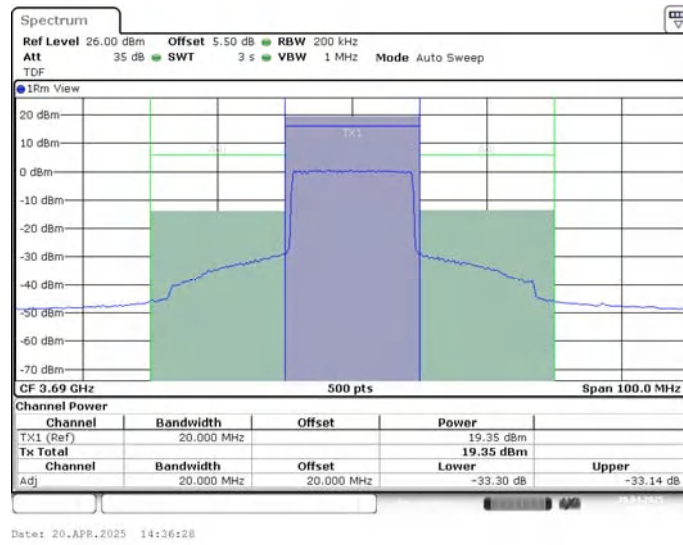 Spectrum
Ref Level 26.00 dBm Offset 5.50 dB RBW 200 kHz
Att 35 dB SWT 3 s VBW 1 MHz Mode Auto Sweep
TDF
1Rm View
20 dBm
TX1
10 dBm
0 dBm
-10 dBm
-20 dBm
-30 dBm
-40 dBm
-50 dBm
-60 dBm
-70 dBm
CF 3.69 GHz 500 pts Span 100.0 MHz
Channel Power
Channel Bandwidth Offset Power
TX1 (Ref) 20.000 MHz 19.35 dBm
Tx Total 19.35 dBm
Channel Bandwidth Offset Lower Upper
Adj 20.000 MHz 20.000 MHz -33.30 dB -33.14 dB
Date: 20.APR.2025 14:36:28